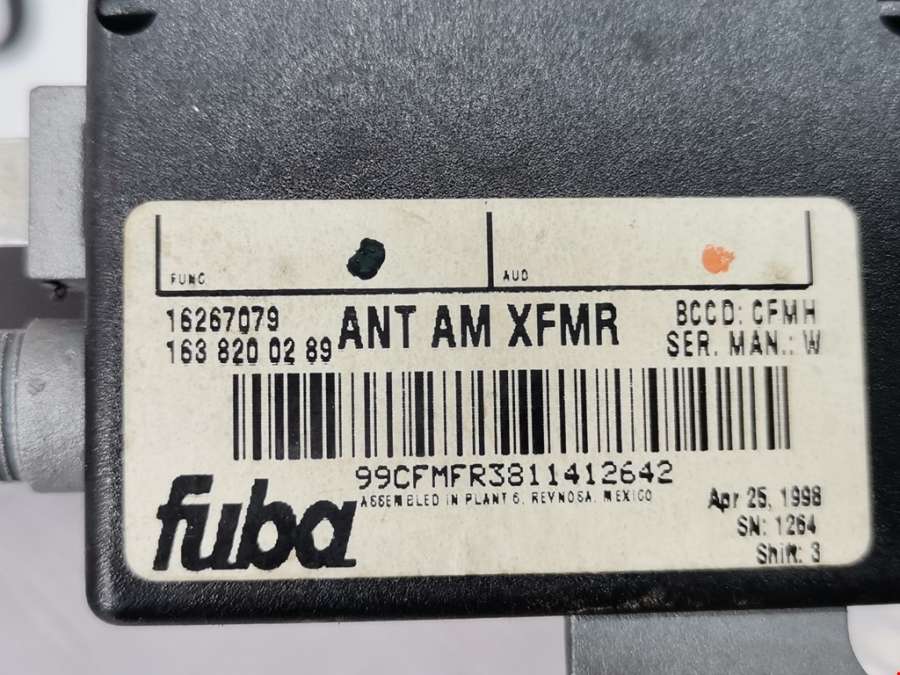 FUNC AUD
16267079
163 820 02 89
ANT AM XFMR
BCCD: CFMH
SER. MAN.: W
99CFMFR3811412642
ASSEMBLED IN PLANT 6, REYNOSA, MEXICO
fuba
Apr 25, 1998
SN: 1264
Shift: 3